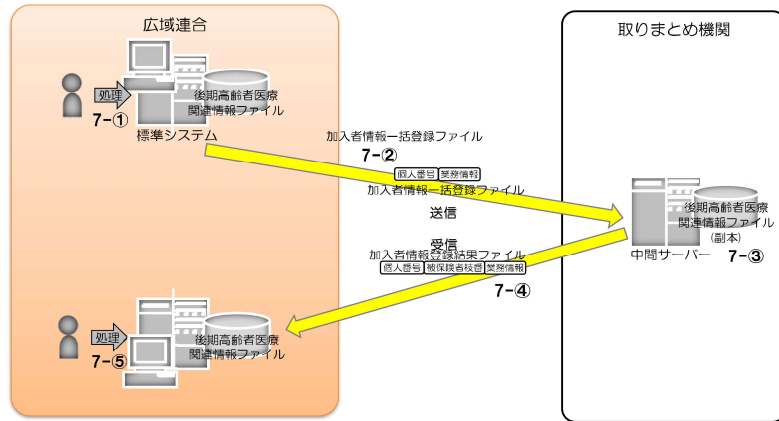 広域連合
取りまとめ機関
処理
7-①
後期高齢者医療
関連情報ファイル
標準システム
加入者情報一括登録ファイル
7-②
個人番号 業務情報
加入者情報一括登録ファイル
送信
後期高齢者医療
関連情報ファイル
(副本)
中間サーバー
7-③
受信
加入者情報登録結果ファイル
個人番号 被保険者枝番 業務情報
7-④
処理
7-⑤
後期高齢者医療
関連情報ファイル